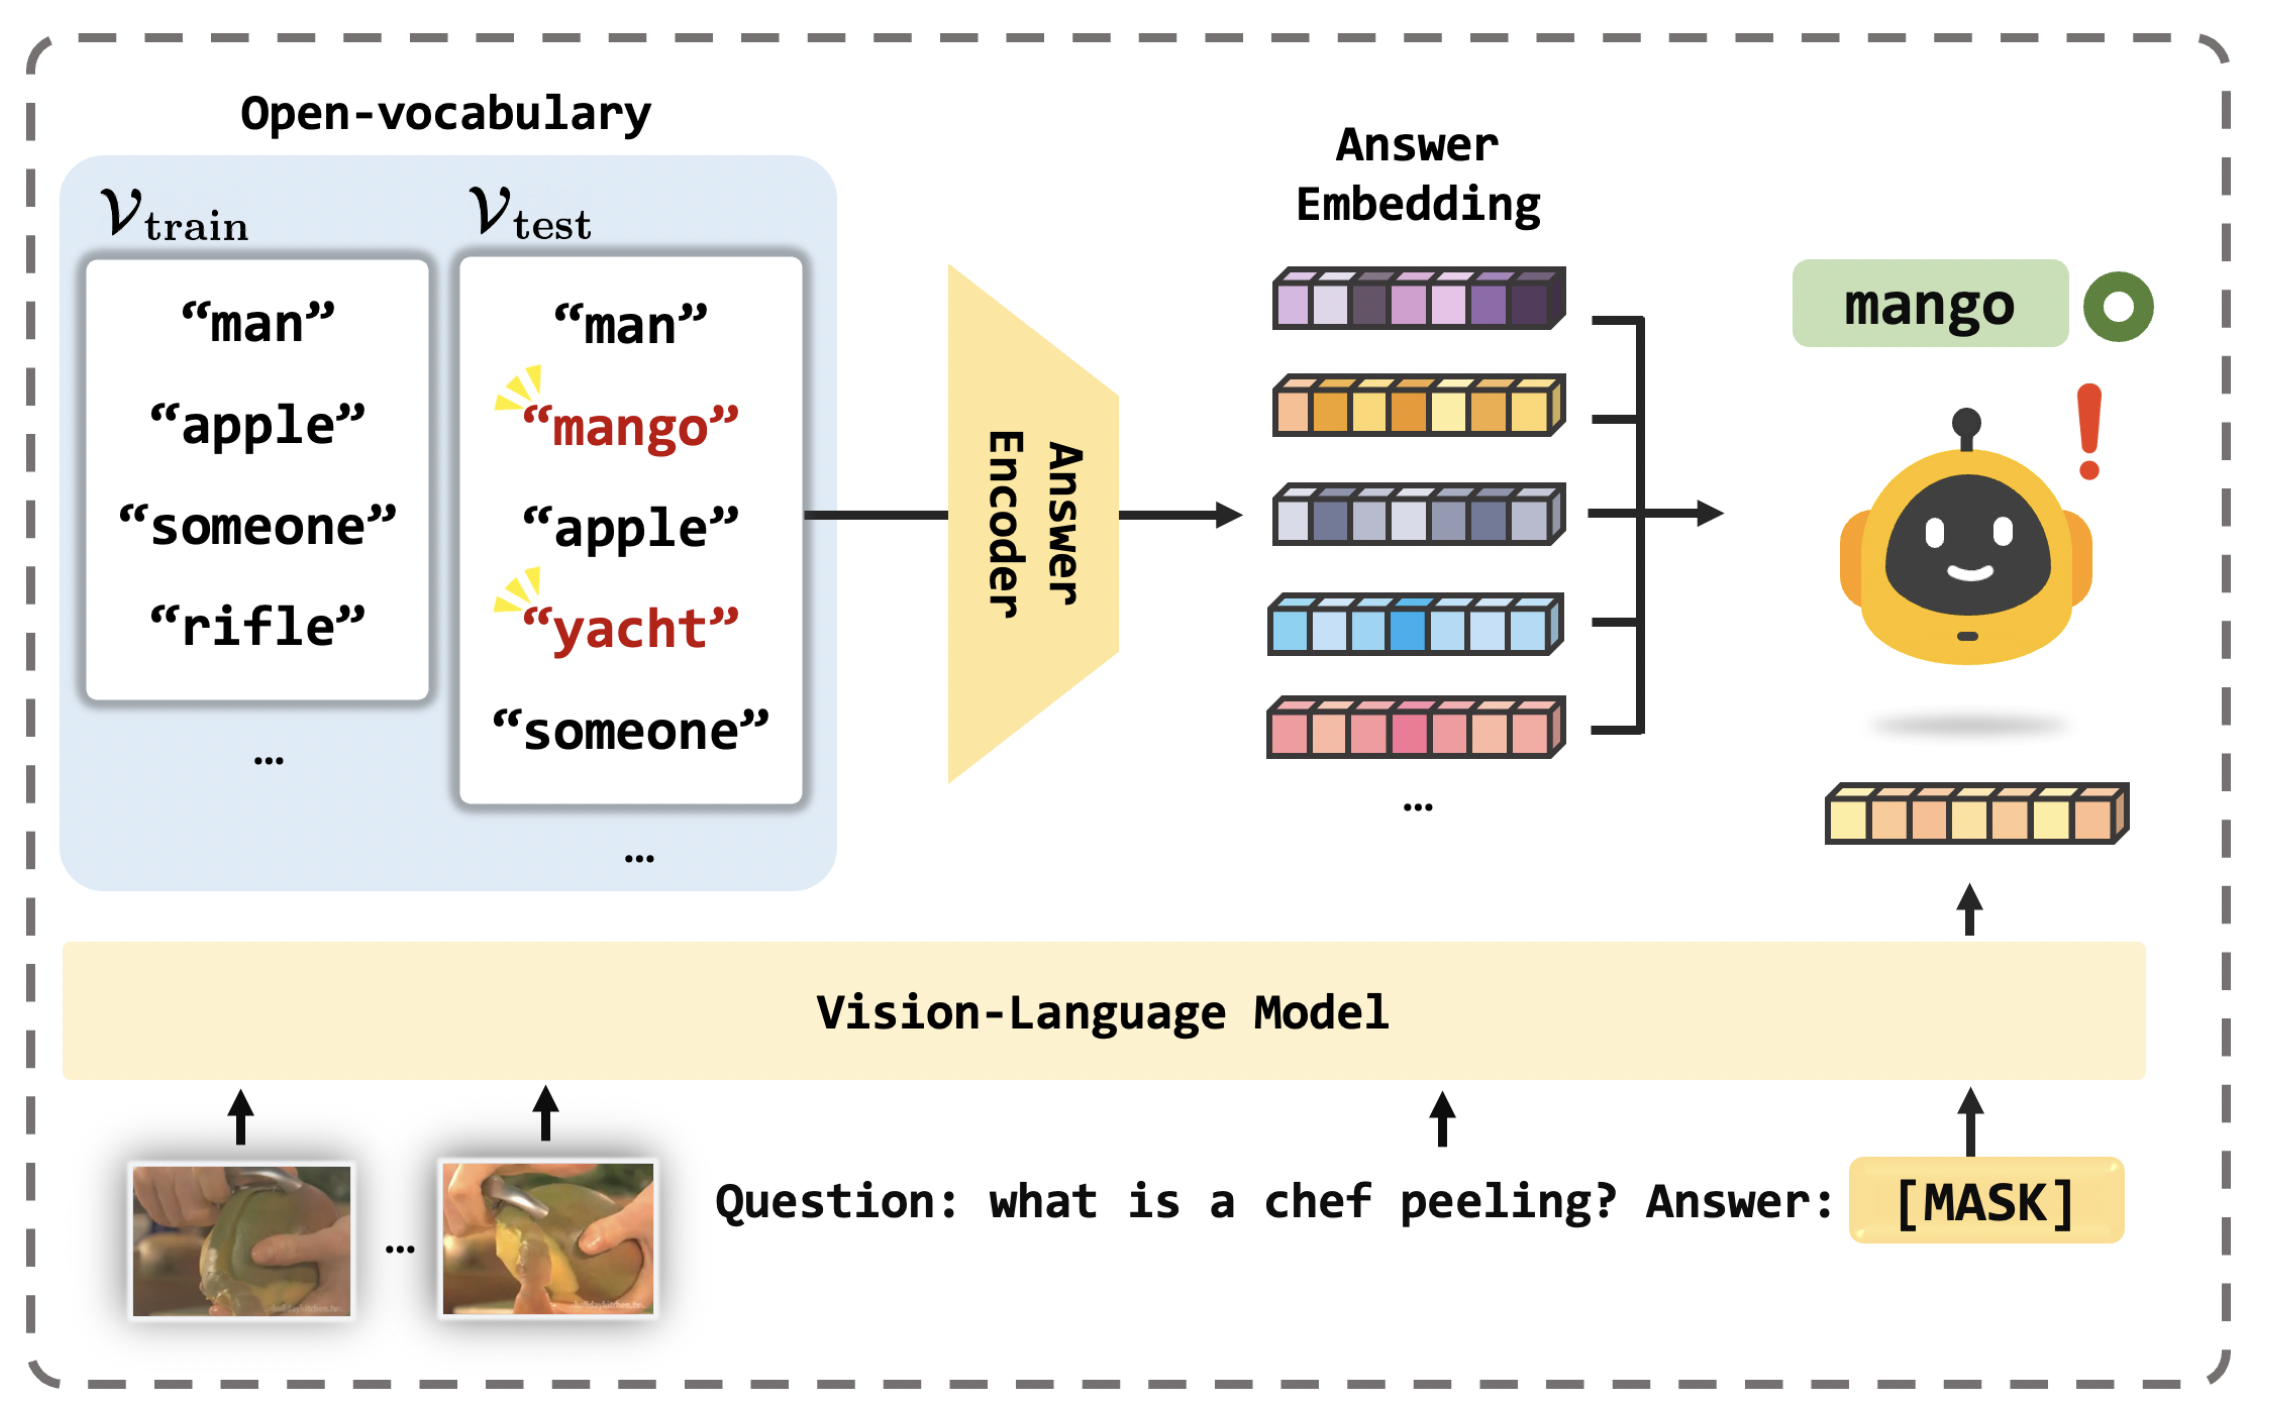 Open-vocabulary
𝒱train
“man”
“apple”
“someone”
“rifle”
…
𝒱test
“man”
“mango”
“apple”
“yacht”
“someone”
…
Answer
Encoder
Answer
Embedding
…
mango
Vision-Language Model
…
Question: what is a chef peeling? Answer: [MASK]